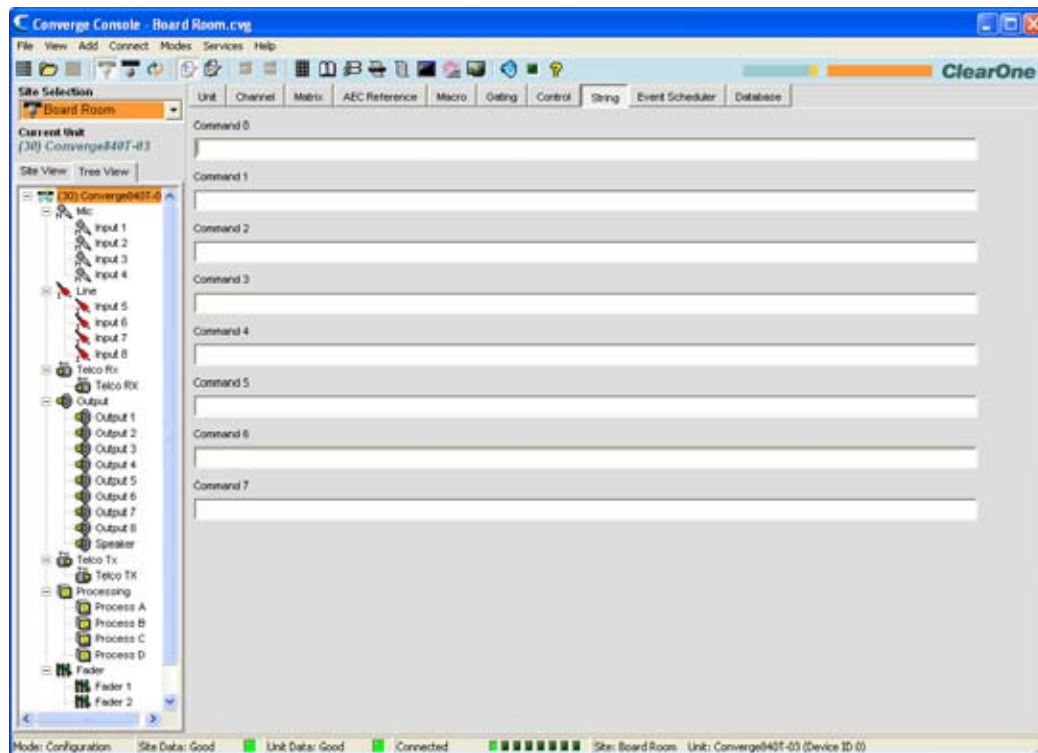 Converge Console - Board Room.cvg
File View Add Connect Modes Services Help
ClearOne
Site Selection
Board Room
Current Unit
(30) Converge840T-03
Site View Tree View
Unit Channel Matrix AEC Reference Macro Gating Control String Event Scheduler Database
(30) Converge840T-0
Mic
Input 1
Input 2
Input 3
Input 4
Line
Input 5
Input 6
Input 7
Input 8
Telco Rx
Telco RX
Output
Output 1
Output 2
Output 3
Output 4
Output 5
Output 6
Output 7
Output 8
Speaker
Telco Tx
Telco TX
Processing
Process A
Process B
Process C
Process D
Fader
Fader 1
Fader 2
Command 0
Command 1
Command 2
Command 3
Command 4
Command 5
Command 6
Command 7
Mode: Configuration Site Data: Good Unit Data: Good Connected Site: Board Room Unit: Converge840T-03 (Device ID 0)